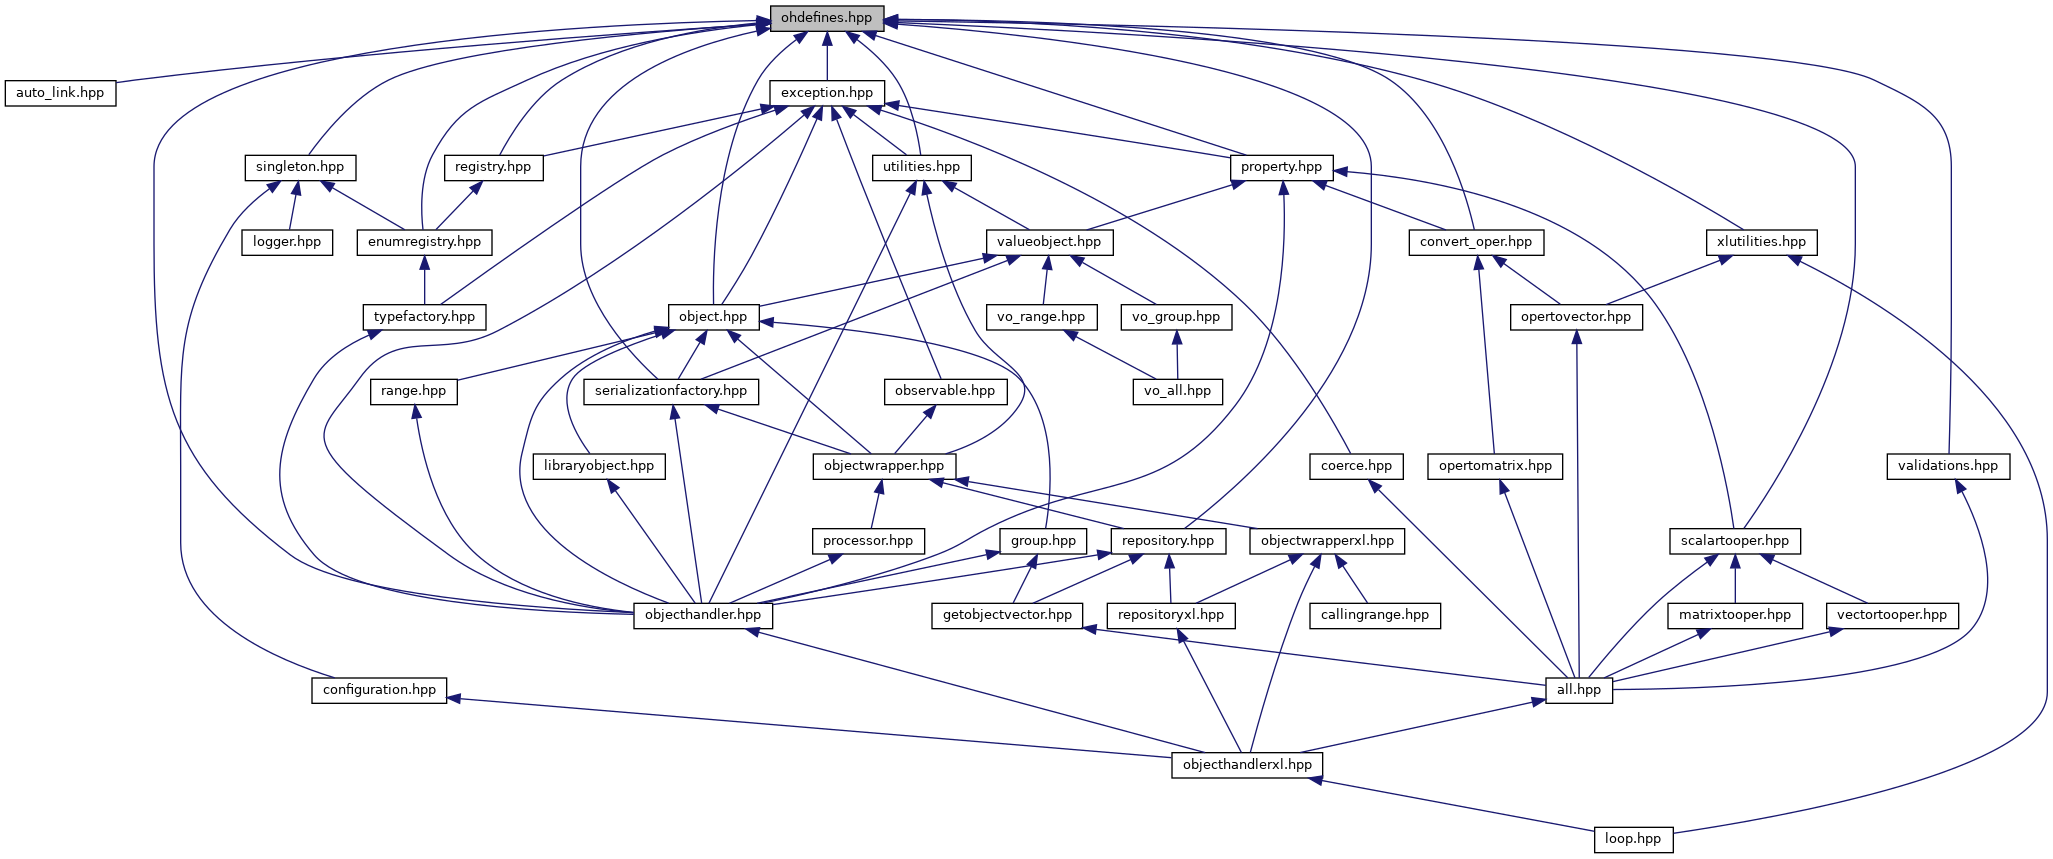 ohdefines.hpp
auto_link.hpp
exception.hpp
singleton.hpp
registry.hpp
utilities.hpp
property.hpp
logger.hpp
enumregistry.hpp
valueobject.hpp
convert_oper.hpp
xlutilities.hpp
typefactory.hpp
object.hpp
vo_range.hpp
vo_group.hpp
opertovector.hpp
range.hpp
serializationfactory.hpp
observable.hpp
vo_all.hpp
libraryobject.hpp
objectwrapper.hpp
coerce.hpp
opertomatrix.hpp
validations.hpp
processor.hpp
group.hpp
repository.hpp
objectwrapperxl.hpp
scalartooper.hpp
objecthandler.hpp
getobjectvector.hpp
repositoryxl.hpp
callingrange.hpp
matrixtooper.hpp
vectortooper.hpp
configuration.hpp
all.hpp
objecthandlerxl.hpp
loop.hpp